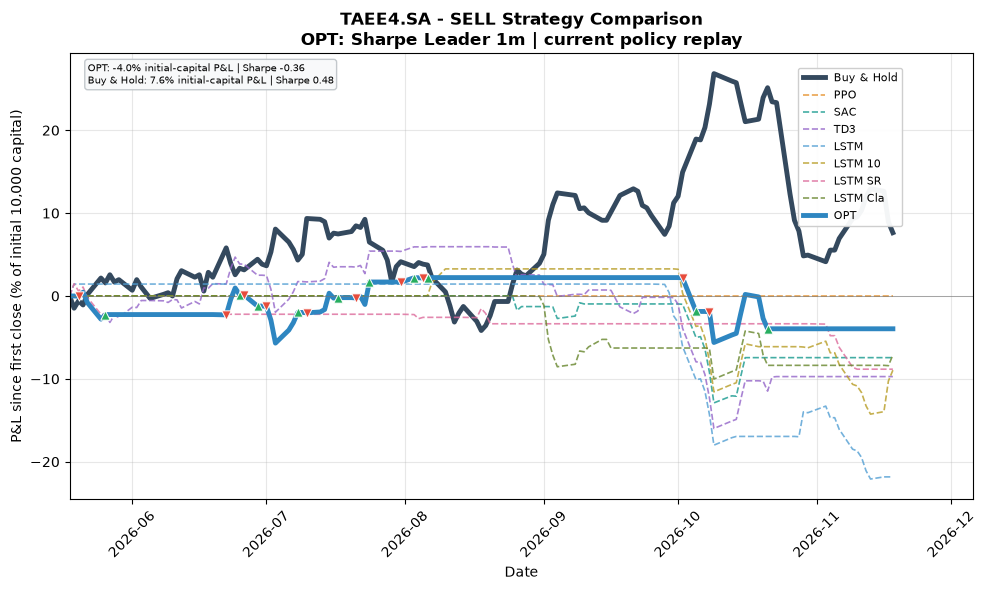 TAEE4.SA - SELL Strategy Comparison
OPT: Sharpe Leader 1m | current policy replay
OPT: -4.0% initial-capital P&L | Sharpe -0.36
Buy & Hold: 7.6% initial-capital P&L | Sharpe 0.48
Buy & Hold
PPO
SAC
TD3
LSTM
LSTM 10
LSTM SR
LSTM Cla
OPT
P&L since first close (% of initial 10,000 capital)
20
10
0
−10
−20
2026-06
2026-07
2026-08
2026-09
2026-10
2026-11
2026-12
Date